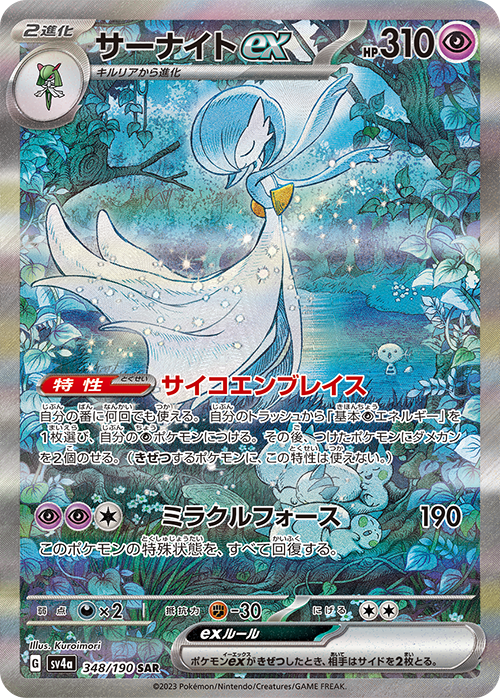 2進化 サーナイトex HP310
キルリアから進化
特性 とくせい サイコエンブレイス
自分の番に何回でも使える。自分のトラッシュから「基本超エネルギー」を
1枚選び、自分の超ポケモンにつける。その後、つけたポケモンにダメカン
を2個のせる。(きぜつするポケモンに、この特性は使えない。)
ミラクルフォース 190
このポケモンの特殊状態を、すべて回復する。
弱点 ×2 抵抗力 -30 にげる
exルール
ポケモンexがきぜつしたとき、相手はサイドを2枚とる。
Illus. Kuroimori
G sv4a 348/190 SAR
©2023 Pokémon/Nintendo/Creatures/GAME FREAK.